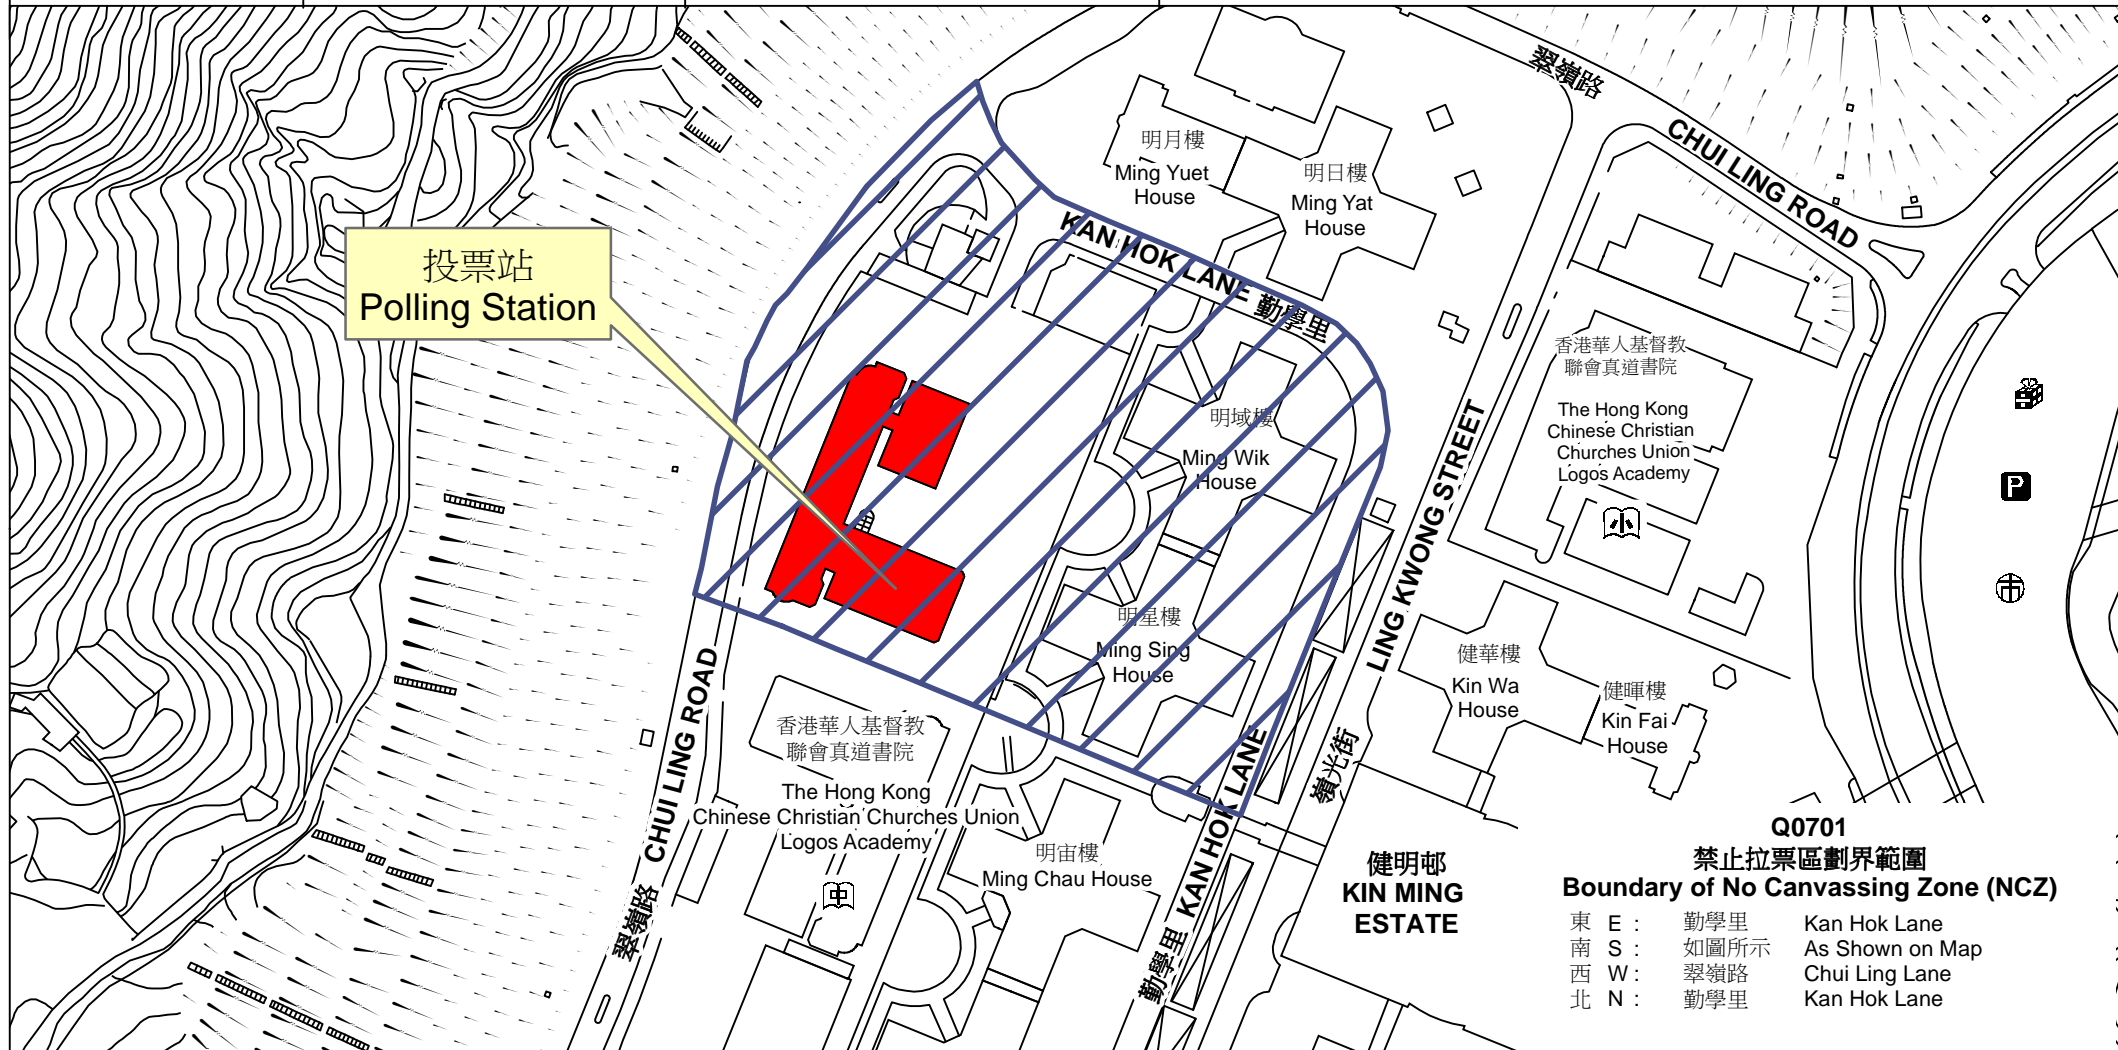 翠嶺路
CHUI LING ROAD
明月樓
Ming Yuet
House
明日樓
Ming Yat
House
KAN HOK LANE 勤學里
投票站
Polling Station
香港華人基督教
聯會真道書院
The Hong Kong
Chinese Christian
Churches Union
Logos Academy
小
P
明域樓
Ming Wik
House
LING KWONG STREET
嶺光街
明星樓
Ming Sing
House
健華樓
Kin Wa
House
健暉樓
Kin Fai
House
翠嶺路 CHUI LING ROAD
香港華人基督教
聯會真道書院
The Hong Kong
Chinese Christian Churches Union
Logos Academy
中
明宙樓
Ming Chau House
勤學里 KAN HOK LANE
健明邨
KIN MING
ESTATE
Q0701
禁止拉票區劃界範圍
Boundary of No Canvassing Zone (NCZ)
東 E : 勤學里 Kan Hok Lane
南 S : 如圖所示 As Shown on Map
西 W : 翠嶺路 Chui Ling Lane
北 N : 勤學里 Kan Hok Lane